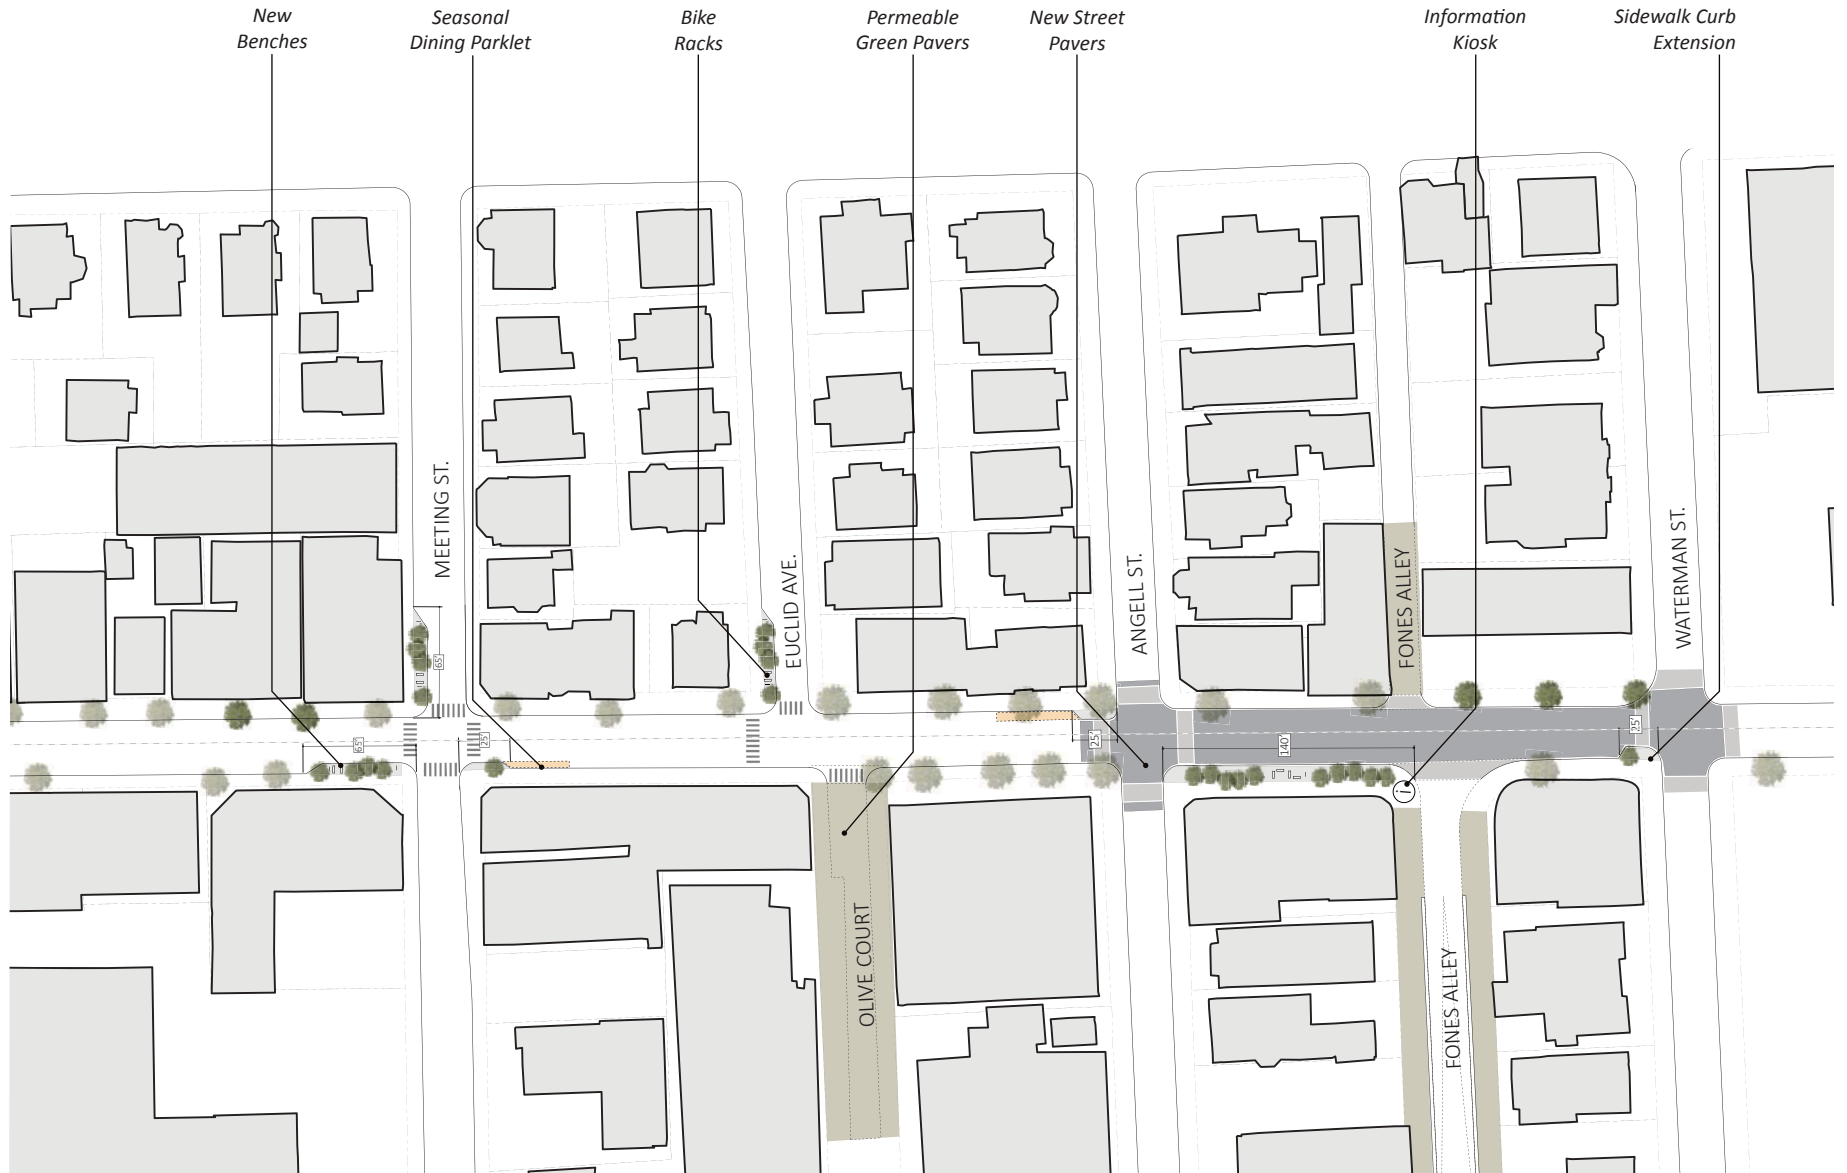 New
Benches
Seasonal
Dining Parklet
Bike
Racks
Permeable
Green Pavers
New Street
Pavers
Information
Kiosk
Sidewalk Curb
Extension
MEETING ST.
EUCLID AVE.
ANGELL ST.
FONES ALLEY
WATERMAN ST.
65'
65'
25'
25'
140'
25'
i
OLIVE COURT
FONES ALLEY